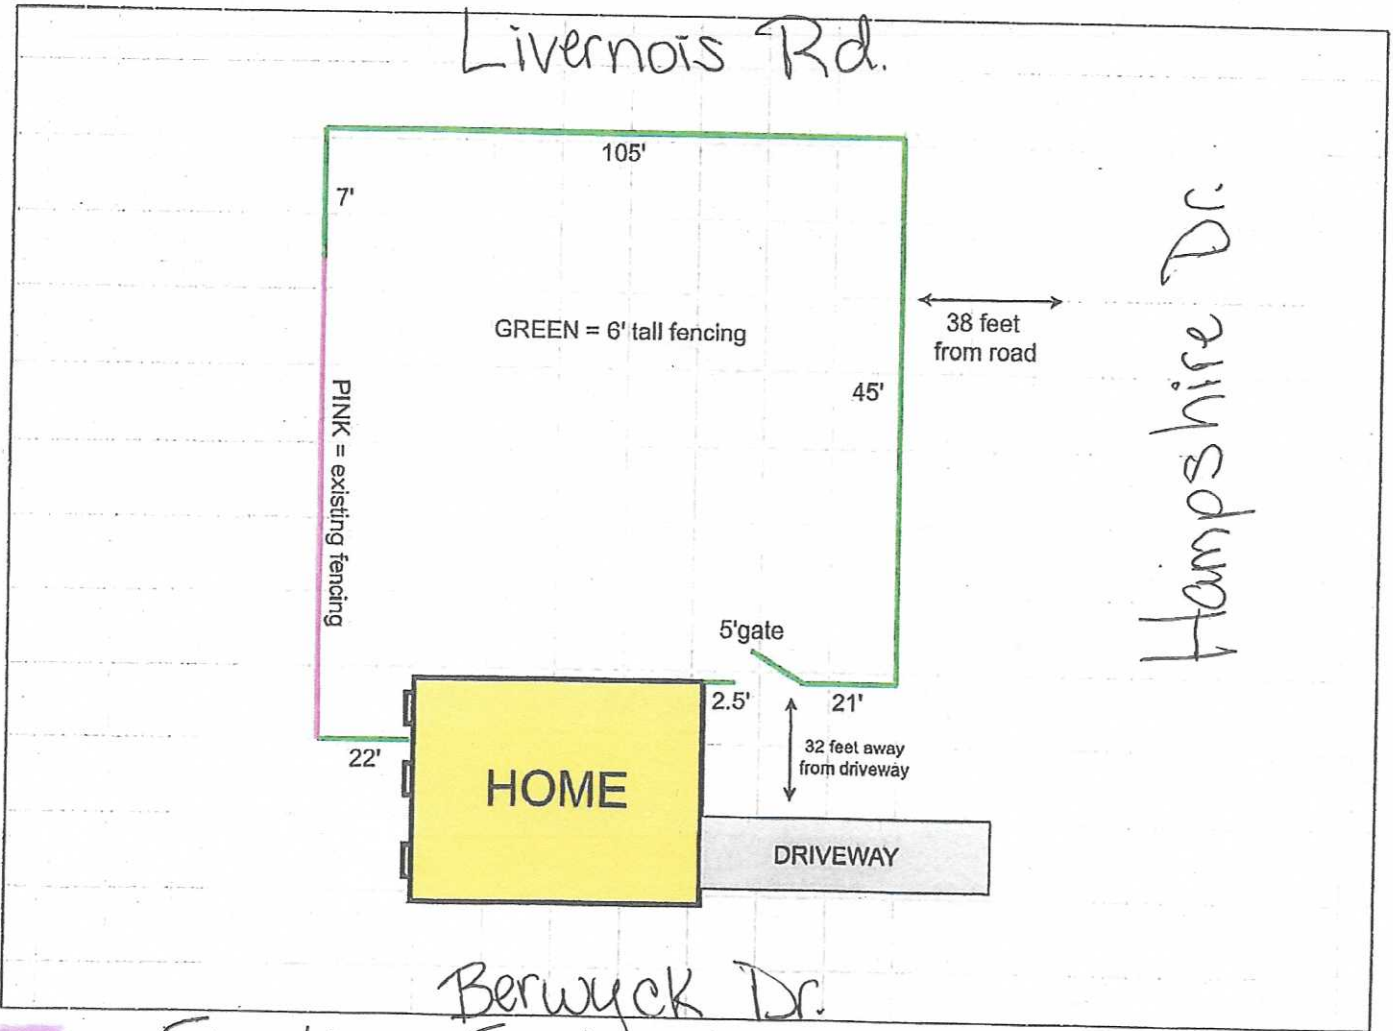 Livernois Rd.
105'
7'
GREEN = 6' tall fencing
38 feet
from road
Hampshire Dr.
45'
PINK = existing fencing
5'gate
2.5'
21'
22'
32 feet away
from driveway
HOME
DRIVEWAY
Berwyck Dr.